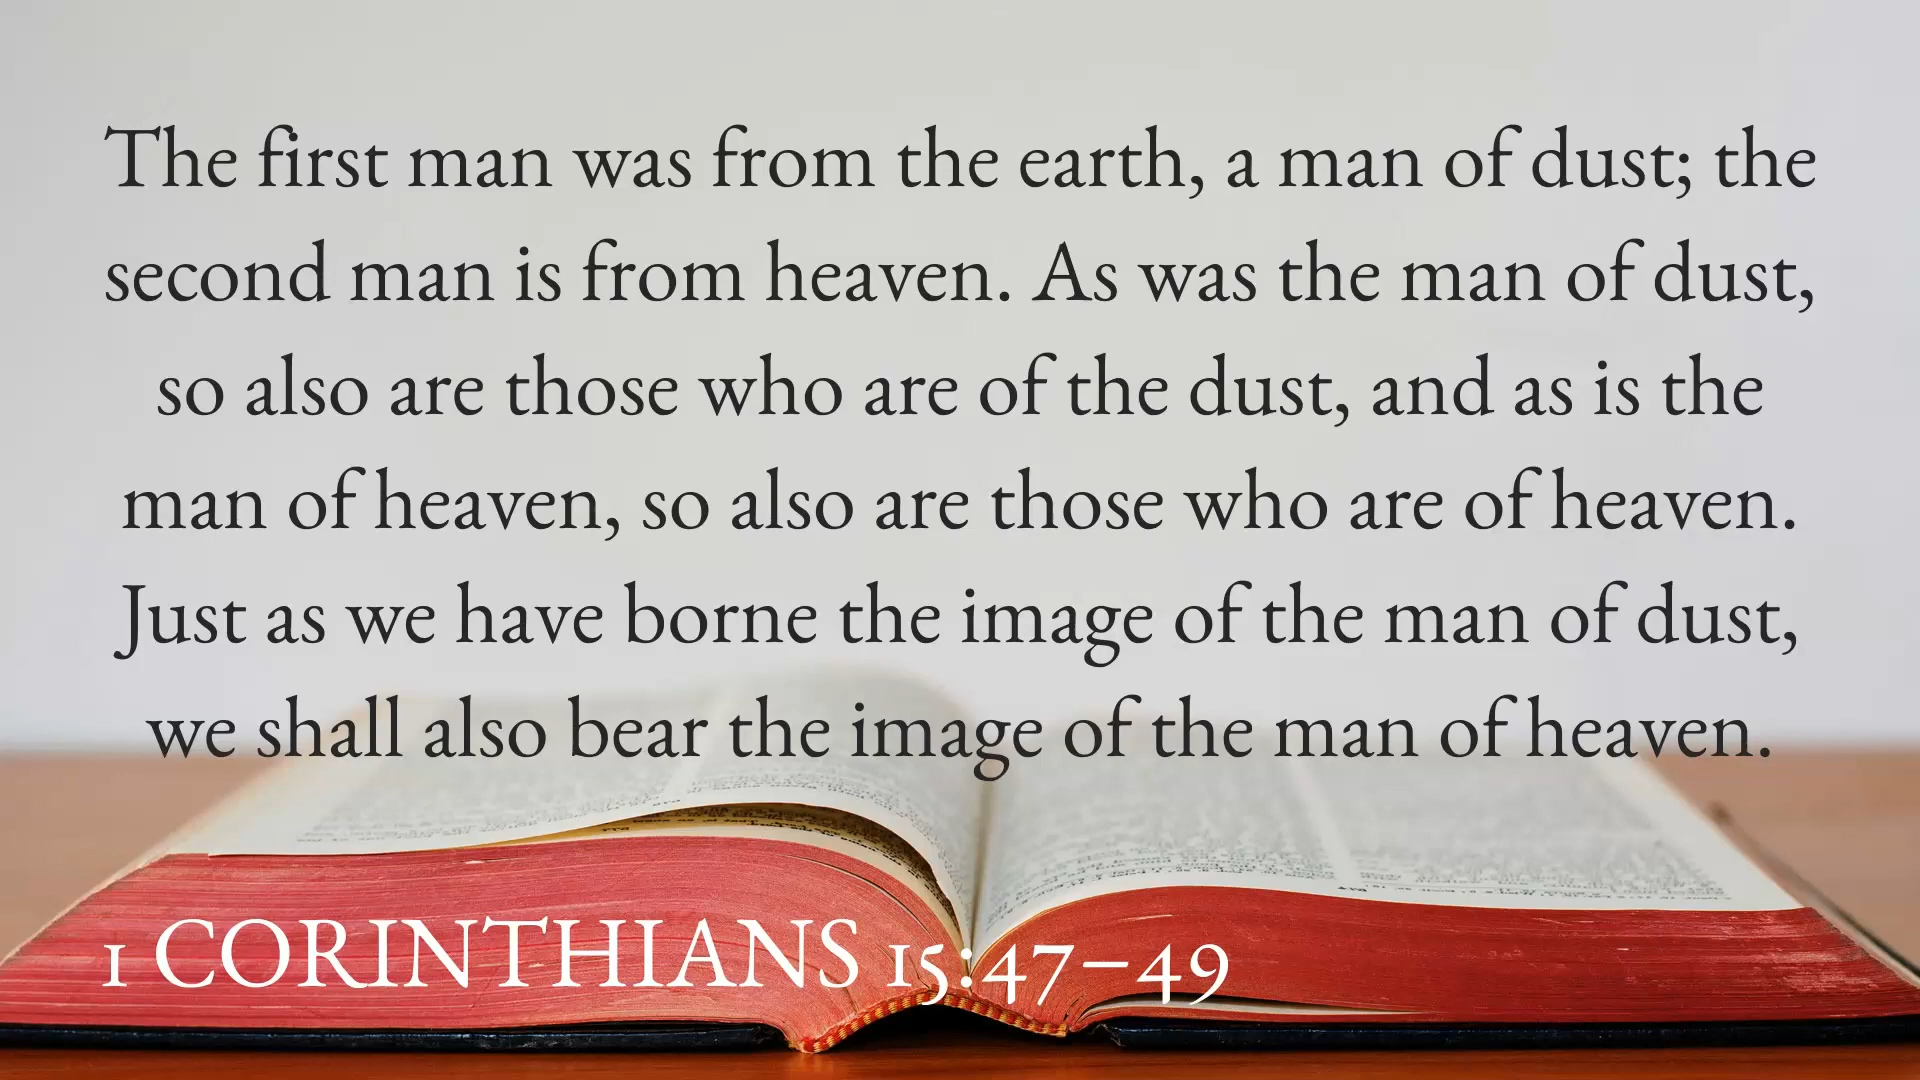 The first man was from the earth, a man of dust; the
second man is from heaven. As was the man of dust,
so also are those who are of the dust, and as is the
man of heaven, so also are those who are of heaven.
Just as we have borne the image of the man of dust,
we shall also bear the image of the man of heaven.
1 CORINTHIANS 15:47–49